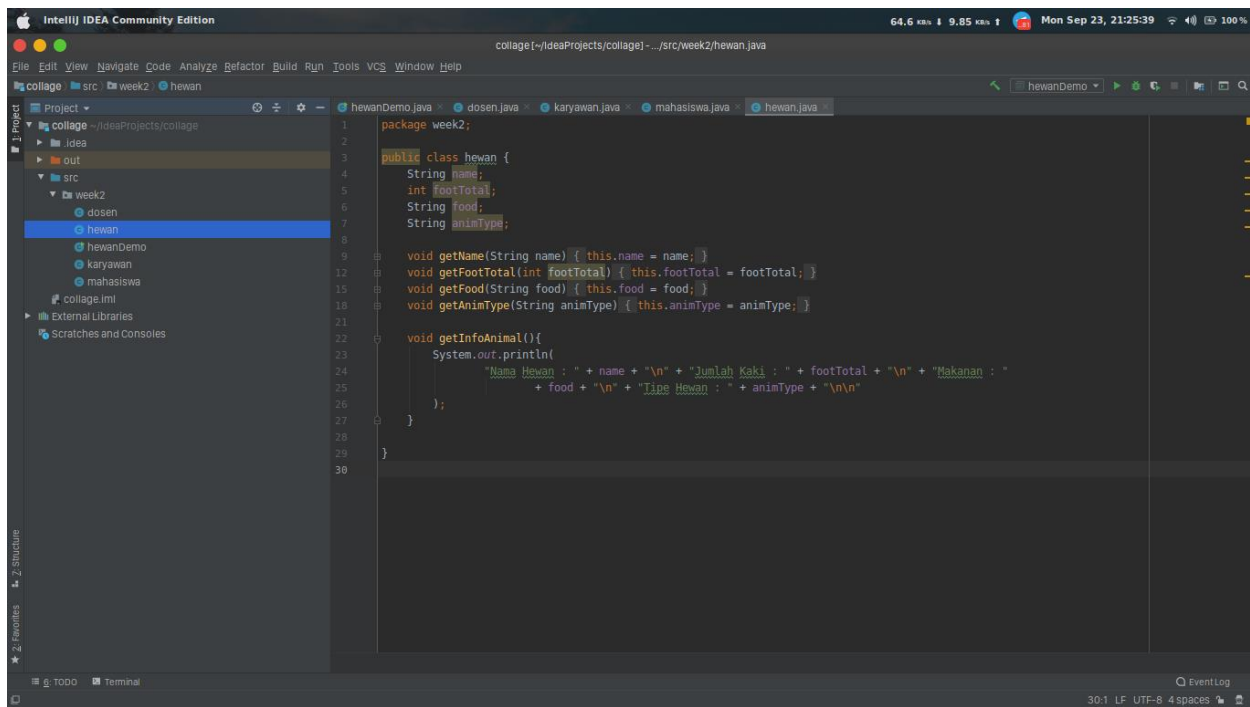 IntelliJ IDEA Community Edition
64.6 KB/s ⬇ 9.85 KB/s ⬆ Mon Sep 23, 21:25:39 100 %
collage [~/IdeaProjects/collage] - .../src/week2/hewan.java
File Edit View Navigate Code Analyze Refactor Build Run Tools VCS Window Help
collage src week2 hewan
hewanDemo
1: Project
Project
hewanDemo.java dosen.java karyawan.java mahasiswa.java hewan.java
collage ~/IdeaProjects/collage
.idea
out
src
week2
dosen
hewan
hewanDemo
karyawan
mahasiswa
collage.iml
External Libraries
Scratches and Consoles
1 package week2;
2
3 public class hewan {
4 String name;
5 int footTotal;
6 String food;
7 String animType;
8
9 void getName(String name) { this.name = name; }
12 void getFootTotal(int footTotal) { this.footTotal = footTotal; }
15 void getFood(String food) { this.food = food; }
18 void getAnimType(String animType) { this.animType = animType; }
21
22 void getInfoAnimal(){
23 System.out.println(
24 "Nama Hewan : " + name + "\n" + "Jumlah Kaki : " + footTotal + "\n" + "Makanan : "
25 + food + "\n" + "Tipe Hewan : " + animType + "\n\n"
26 );
27 }
28
29 }
30
7: Structure
2: Favorites
6: TODO Terminal
Event Log
30:1 LF UTF-8 4 spaces